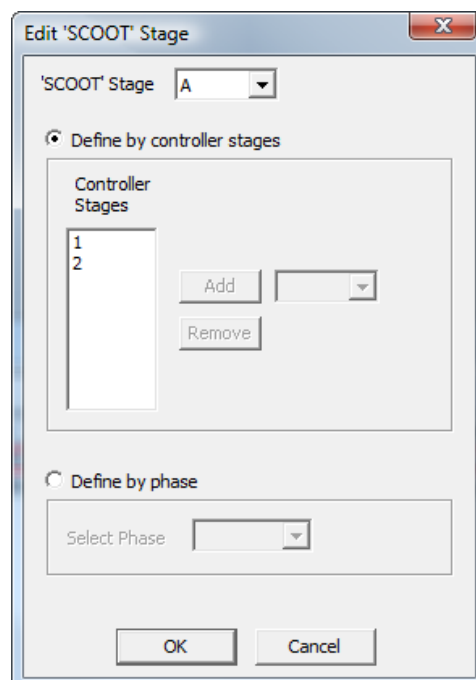 Edit 'SCOOT' Stage
'SCOOT' Stage A
Define by controller stages
Controller
Stages
1
2
Add
Remove
Define by phase
Select Phase
OK Cancel